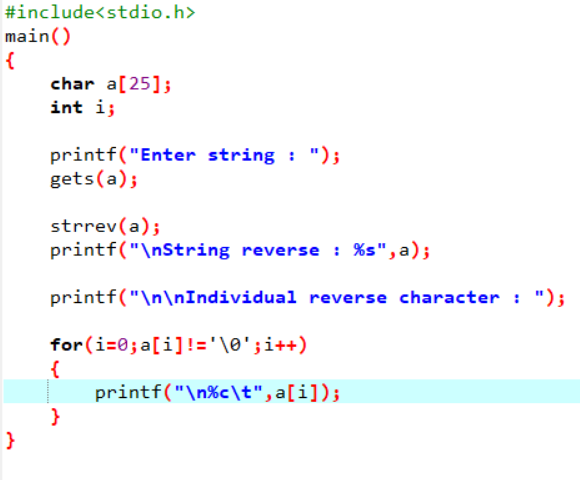 #include<stdio.h>
main()
{
    char a[25];
    int i;

    printf("Enter string : ");
    gets(a);

    strrev(a);
    printf("\nString reverse : %s",a);

    printf("\n\nIndividual reverse character : ");

    for(i=0;a[i]!='\0';i++)
    {
        printf("\n%c\t",a[i]);
    }
}